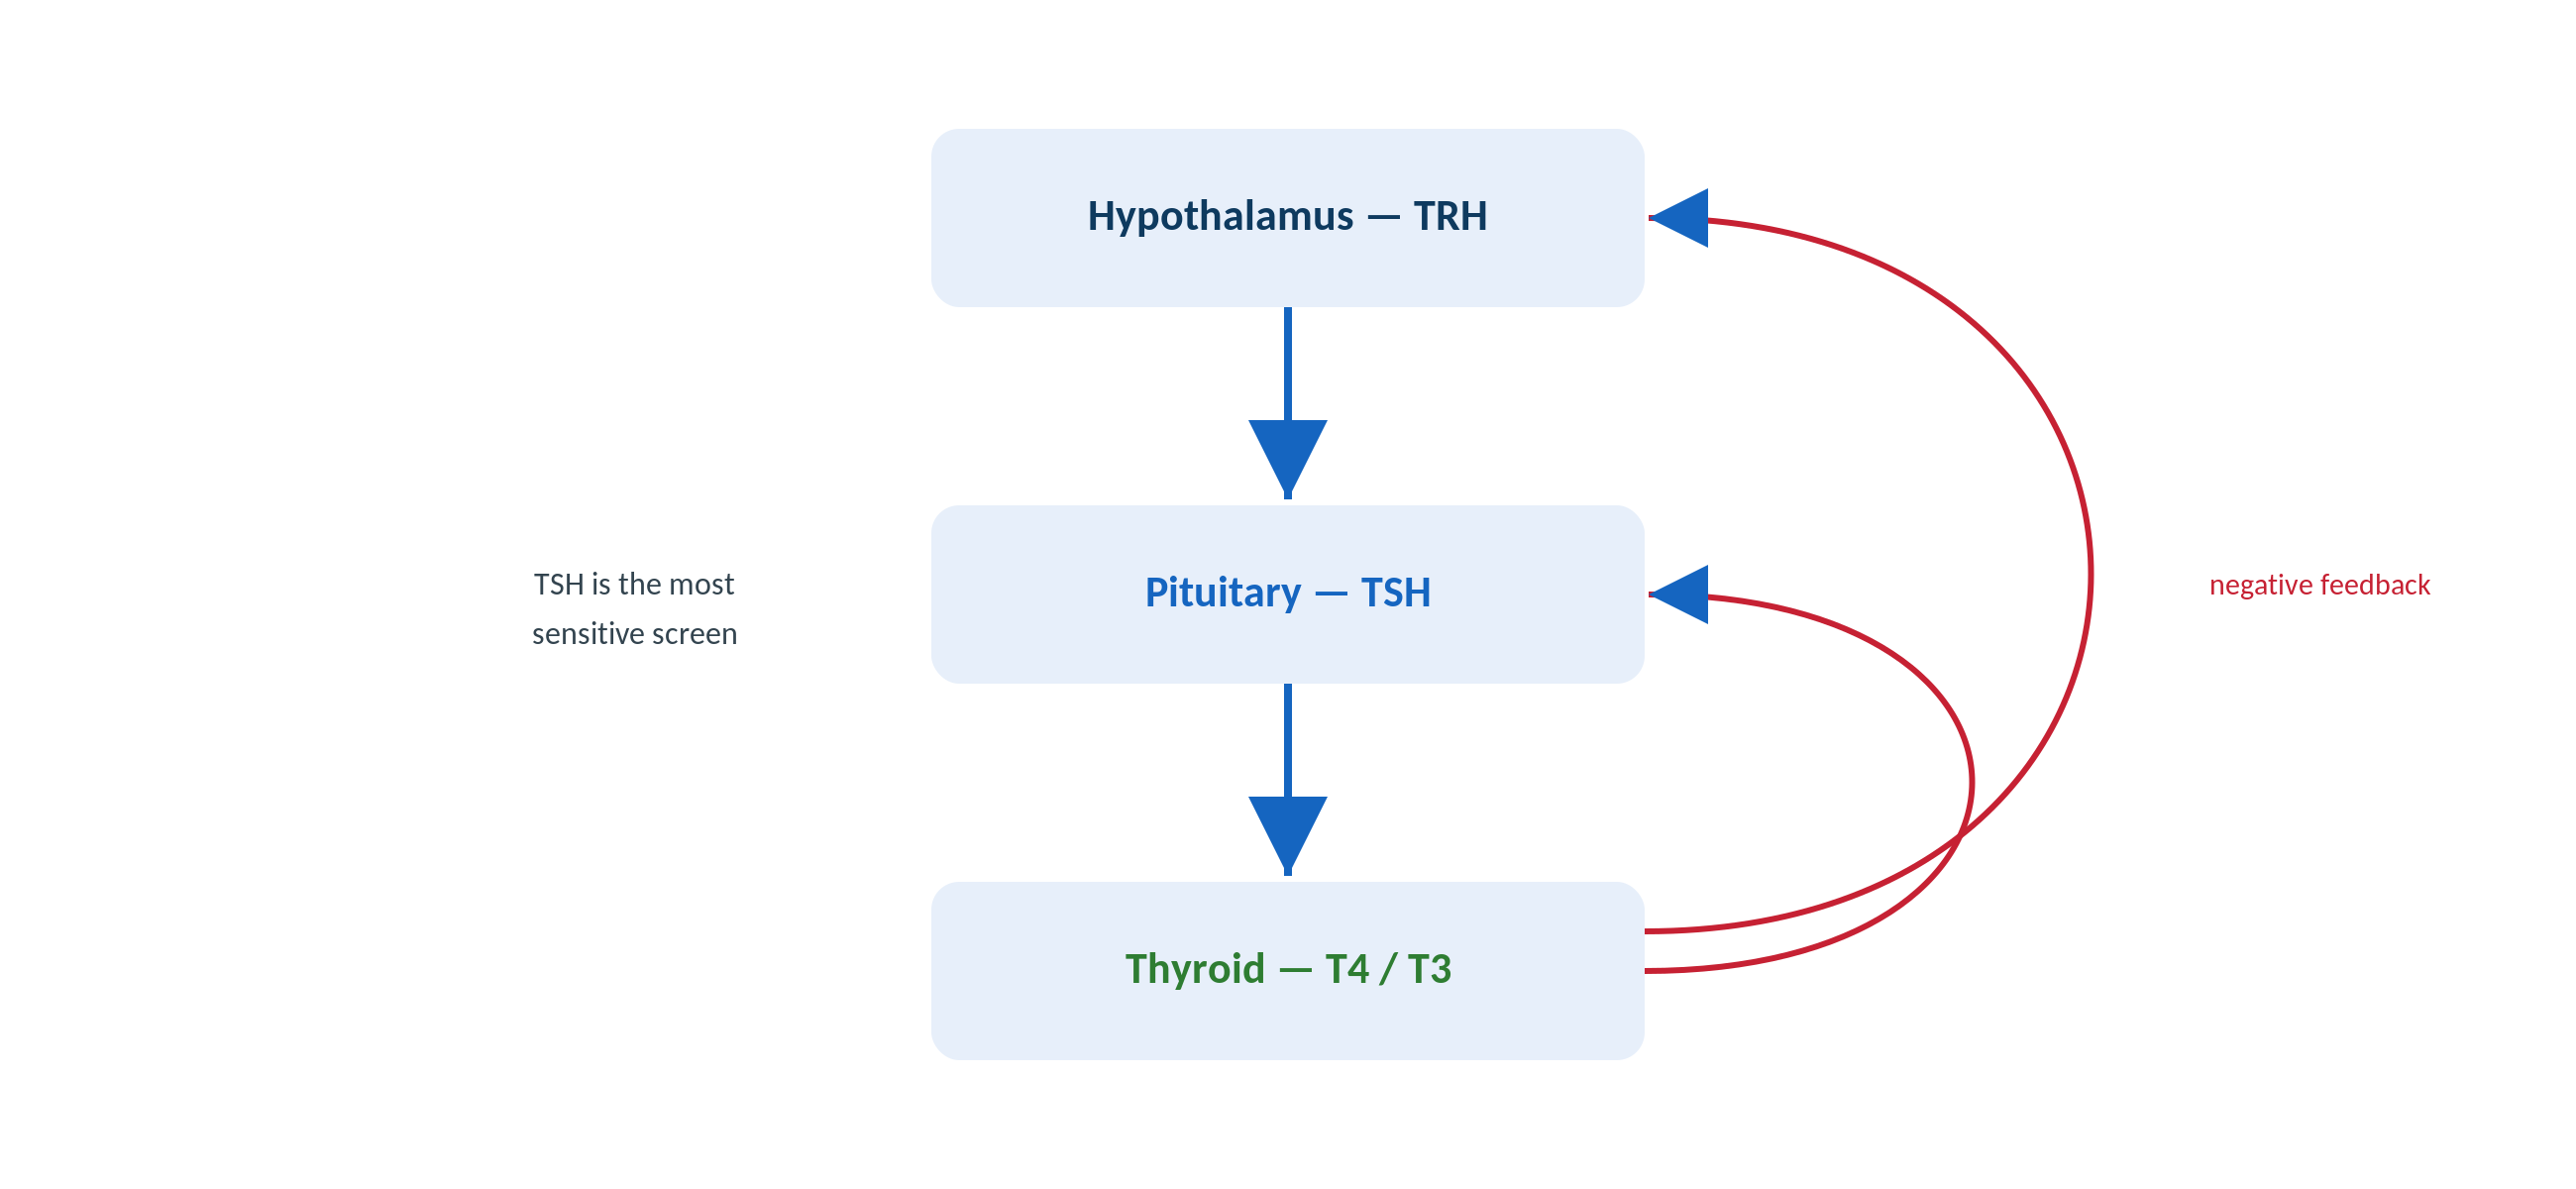 Hypothalamus — TRH
TSH is the most
sensitive screen
Pituitary — TSH
negative feedback
Thyroid — T4 / T3